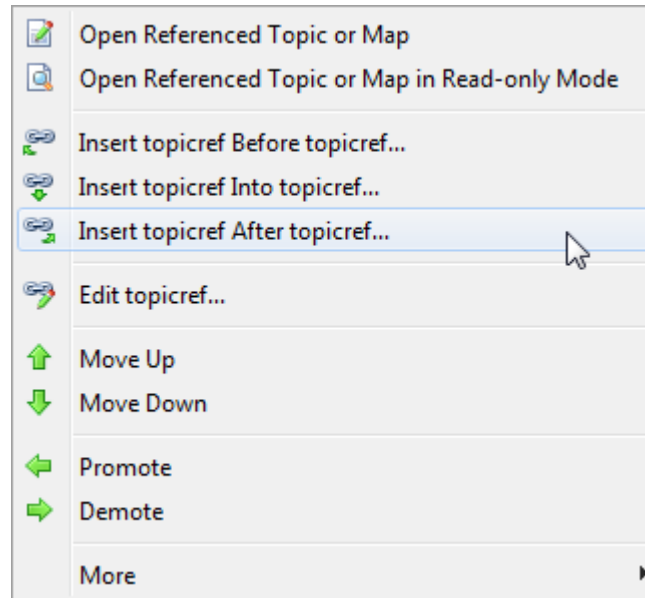 Open Referenced Topic or Map
Open Referenced Topic or Map in Read-only Mode
Insert topicref Before topicref...
Insert topicref Into topicref...
Insert topicref After topicref...
Edit topicref...
Move Up
Move Down
Promote
Demote
More